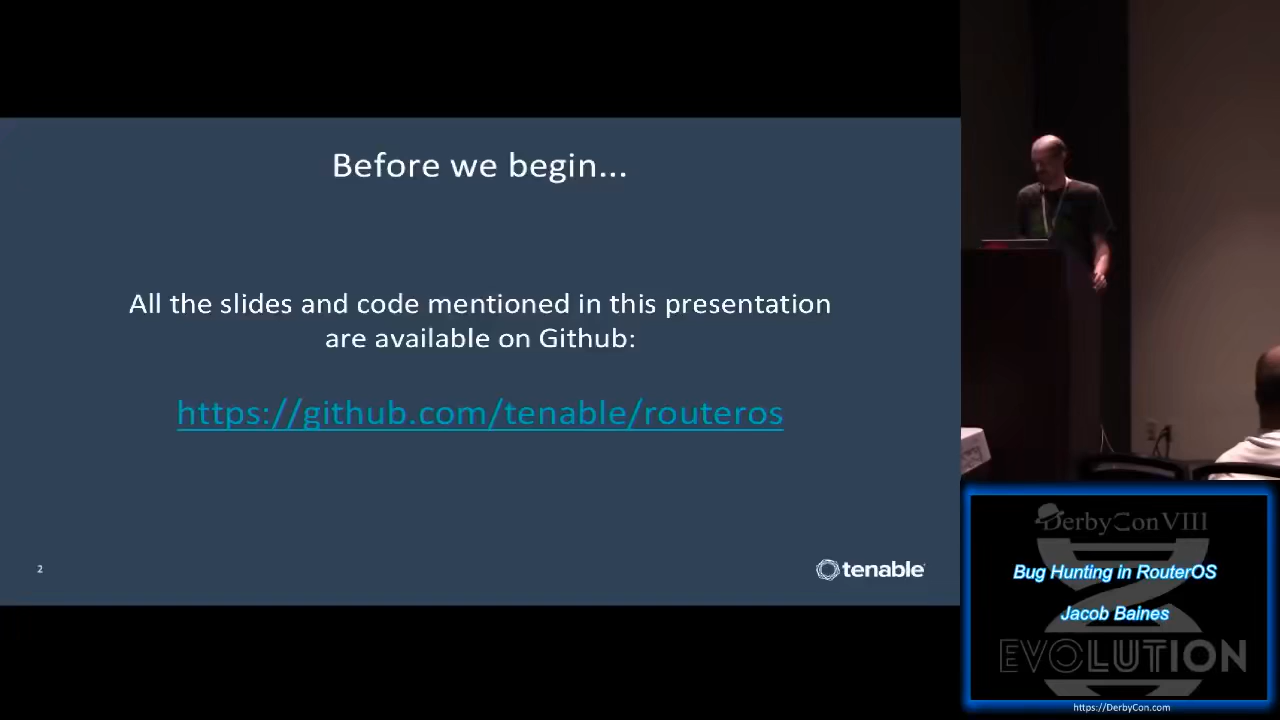 Before we begin...
All the slides and code mentioned in this presentation
are available on Github:
https://github.com/tenable/routeros
2
tenable
DerbyCon VIII
Bug Hunting in RouterOS
Jacob Baines
EVOLUTION
https://DerbyCon.com